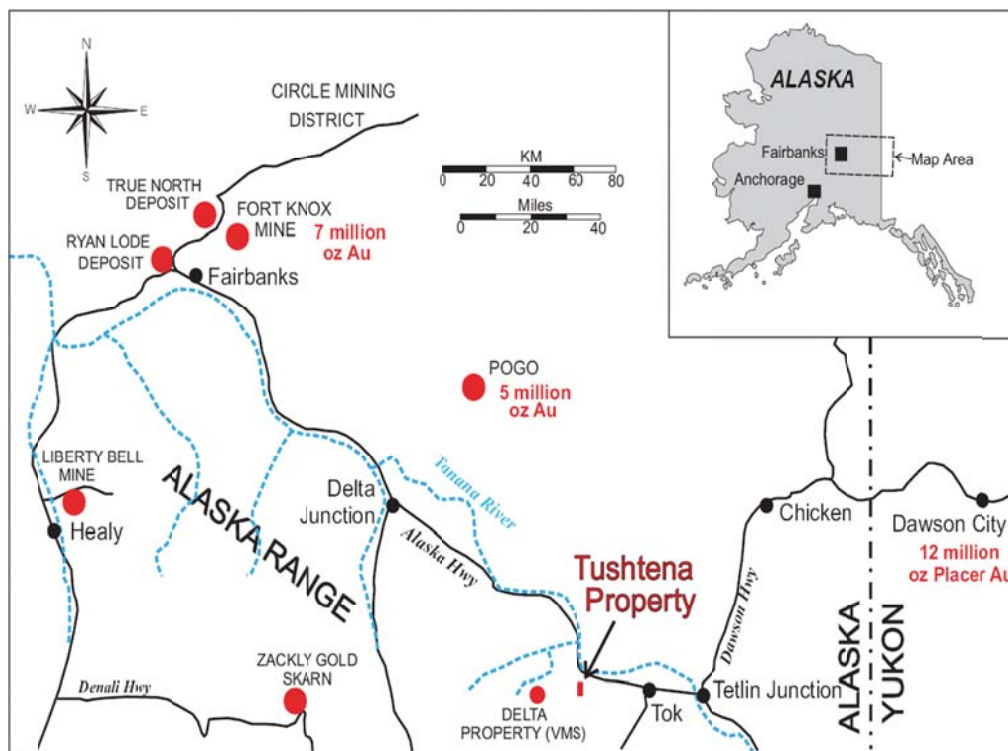 N
W
E
S
CIRCLE MINING
DISTRICT
KM
0 20 40 60 80
Miles
0 20 40
ALASKA
Fairbanks
Map Area
Anchorage
TRUE NORTH
DEPOSIT
FORT KNOX
MINE
7 million
oz Au
RYAN LODE
DEPOSIT
Fairbanks
POGO
5 million
oz Au
LIBERTY BELL
MINE
Healy
ALASKA RANGE
Delta
Junction
Tanana River
Alaska Hwy
Chicken
Dawson City
12 million
oz Placer Au
Tushtena
Property
Dawson Hwy
ALASKA
YUKON
ZACKLY GOLD
SKARN
Denali Hwy
DELTA
PROPERTY (VMS)
Tok
Tetlin Junction